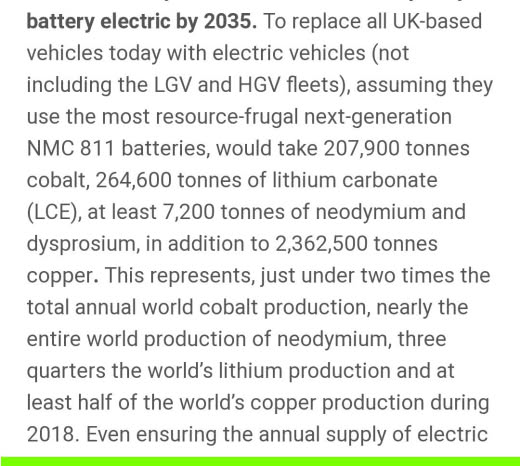 battery electric by 2035. To replace all UK-based
vehicles today with electric vehicles (not
including the LGV and HGV fleets), assuming they
use the most resource-frugal next-generation
NMC 811 batteries, would take 207,900 tonnes
cobalt, 264,600 tonnes of lithium carbonate
(LCE), at least 7,200 tonnes of neodymium and
dysprosium, in addition to 2,362,500 tonnes
copper. This represents, just under two times the
total annual world cobalt production, nearly the
entire world production of neodymium, three
quarters the world’s lithium production and at
least half of the world’s copper production during
2018. Even ensuring the annual supply of electric